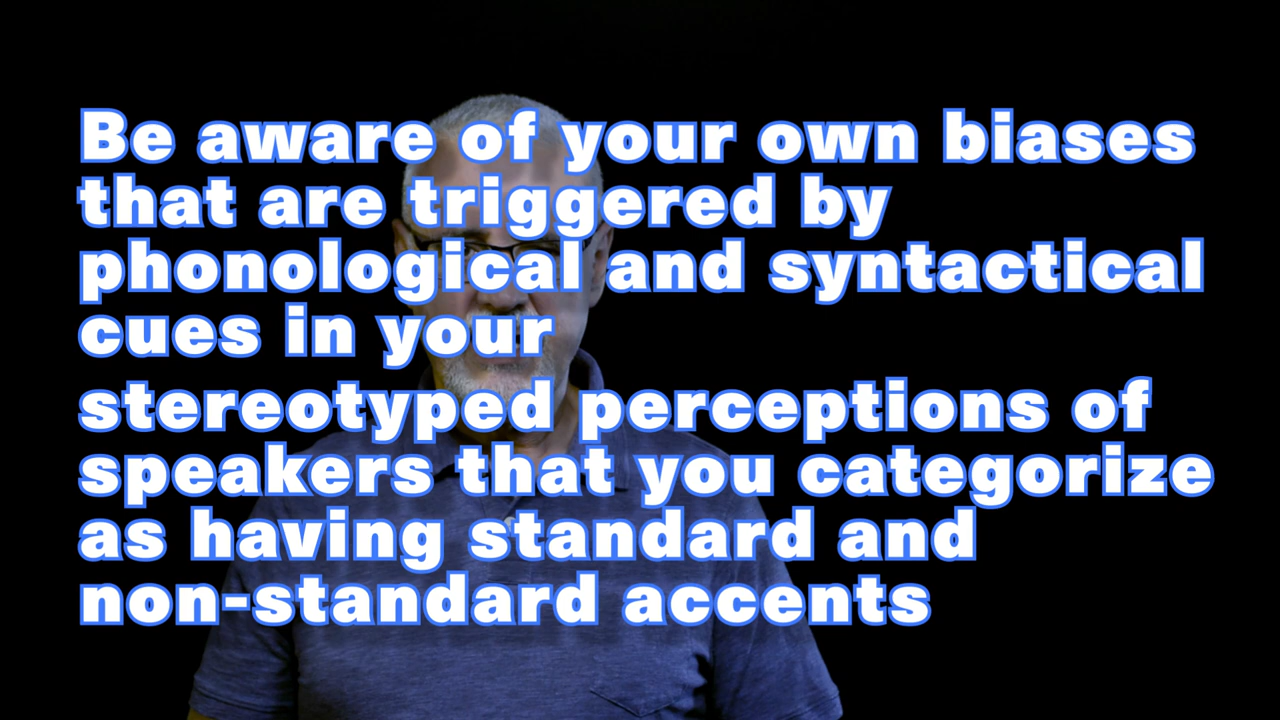 Be aware of your own biases
that are triggered by
phonological and syntactical
cues in your
stereotyped perceptions of
speakers that you categorize
as having standard and
non-standard accents